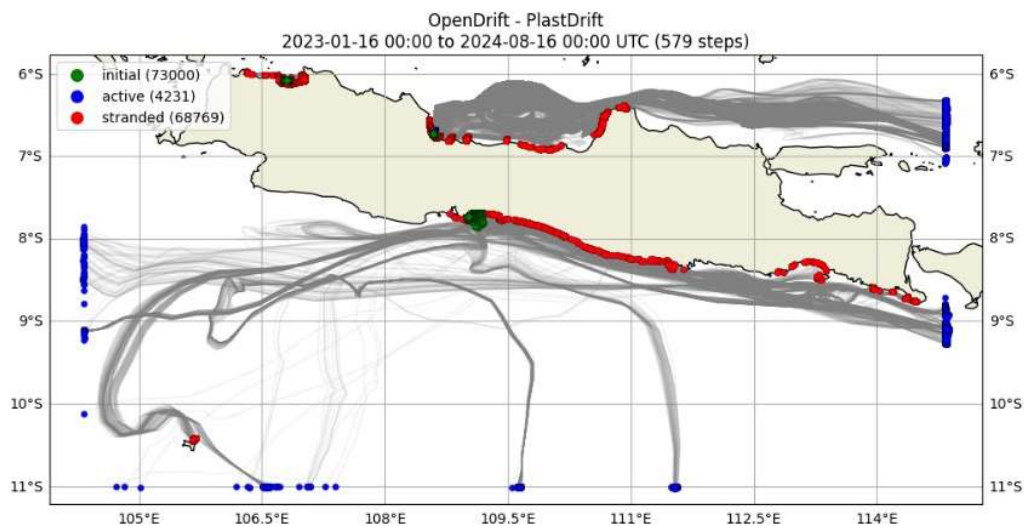 OpenDrift - PlastDrift
2023-01-16 00:00 to 2024-08-16 00:00 UTC (579 steps)
initial (73000)
active (4231)
stranded (68769)
6°S
6°S
7°S
7°S
8°S
8°S
9°S
9°S
10°S
10°S
11°S
11°S
105°E
106.5°E
108°E
109.5°E
111°E
112.5°E
114°E